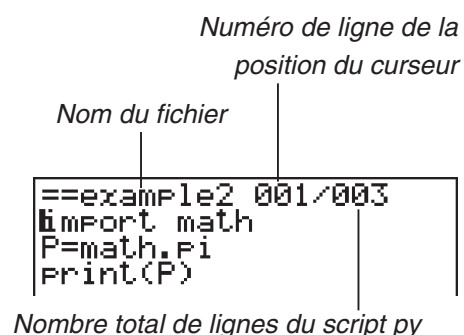 Numéro de ligne de la
position du curseur
Nom du fichier
==example2 001/003
import math
P=math.pi
print(P)
Nombre total de lignes du script py